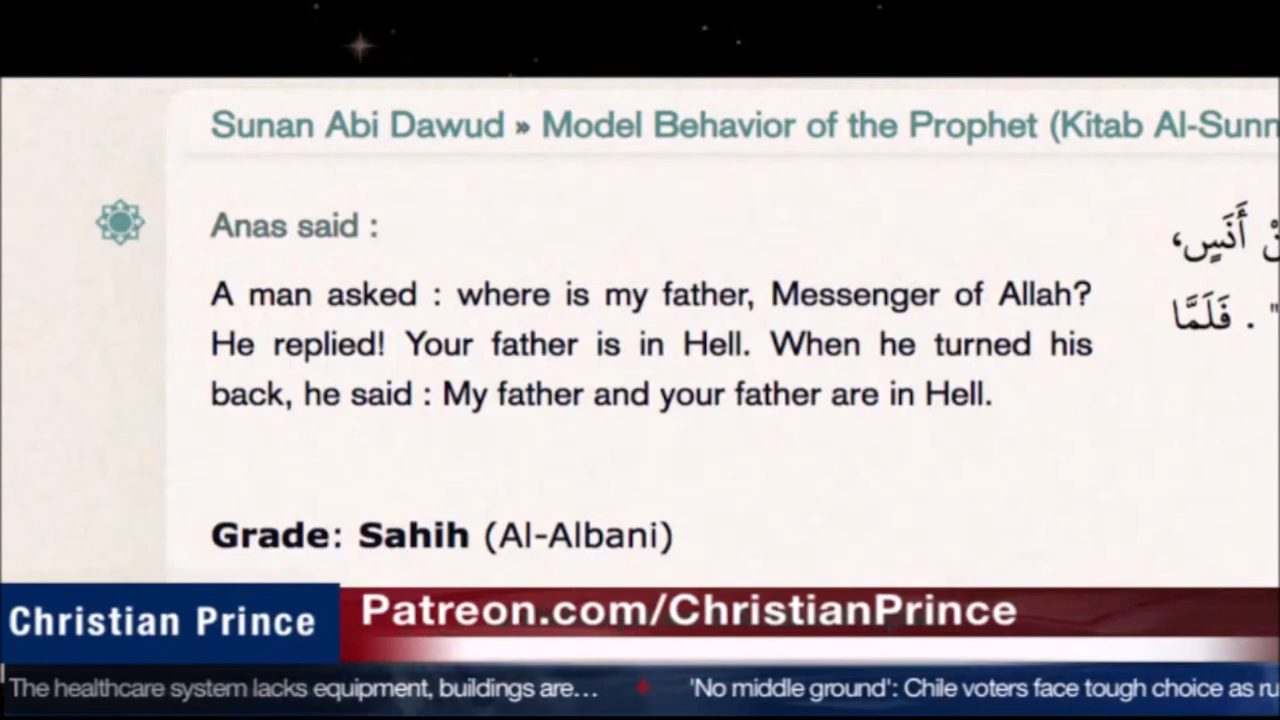 Sunan Abi Dawud » Model Behavior of the Prophet (Kitab Al-Sunn
Anas said :
أَنَسٍ،
A man asked : where is my father, Messenger of Allah?
" . فَلَمَّا
He replied! Your father is in Hell. When he turned his
back, he said : My father and your father are in Hell.
Grade: Sahih (Al-Albani)
Christian Prince
Patreon.com/ChristianPrince
The healthcare system lacks equipment, buildings are...
'No middle ground': Chile voters face tough choice as ru